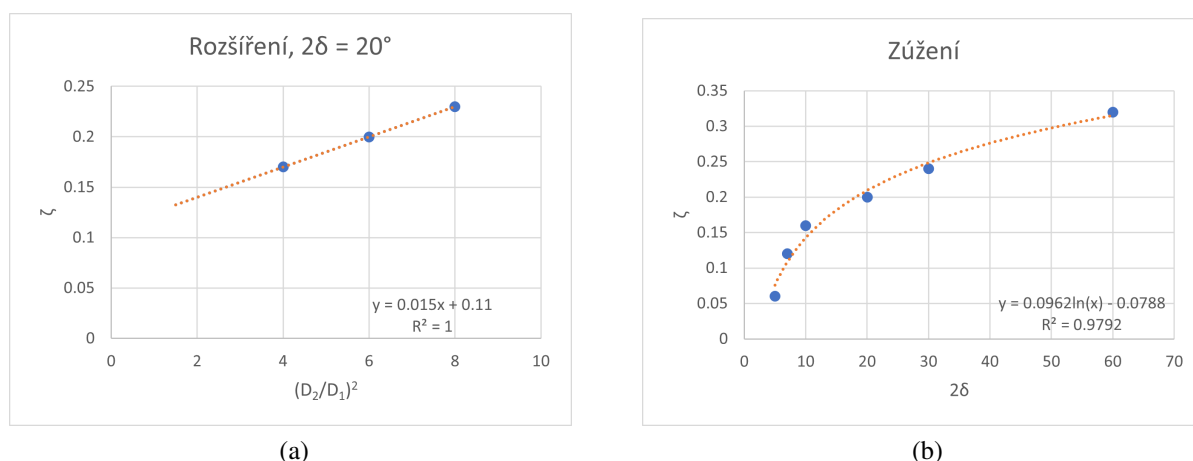 Rozšíření, 2δ = 20°
0.25
0.2
0.15
0.1
0.05
0
ζ
y = 0.015x + 0.11
R² = 1
0 2 4 6 8 10
(D₂/D₁)²
(a)
Zúžení
0.35
0.3
0.25
0.2
0.15
0.1
0.05
0
ζ
y = 0.0962ln(x) - 0.0788
R² = 0.9792
0 10 20 30 40 50 60 70
2δ
(b)